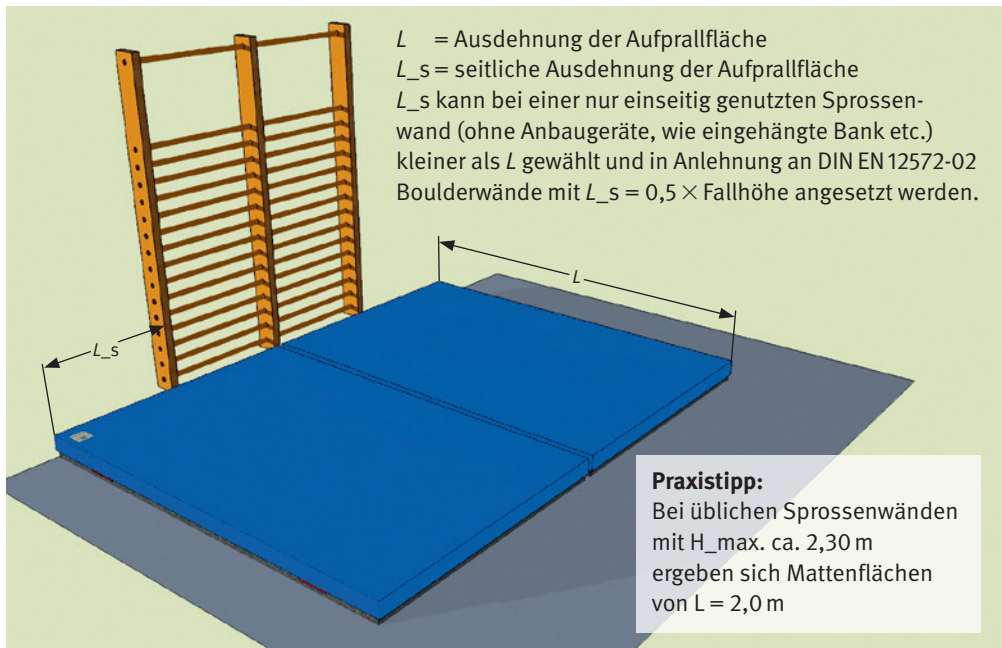 L = Ausdehnung der Aufprallfläche
L_s = seitliche Ausdehnung der Aufprallfläche
L_s kann bei einer nur einseitig genutzten Sprossen-
wand (ohne Anbaugeräte, wie eingehängte Bank etc.)
kleiner als L gewählt und in Anlehnung an DIN EN 12572-02
Boulderwände mit L_s = 0,5 × Fallhöhe angesetzt werden.
L
L_s
Praxistipp:
Bei üblichen Sprossenwänden
mit H_max. ca. 2,30 m
ergeben sich Mattenflächen
von L = 2,0 m